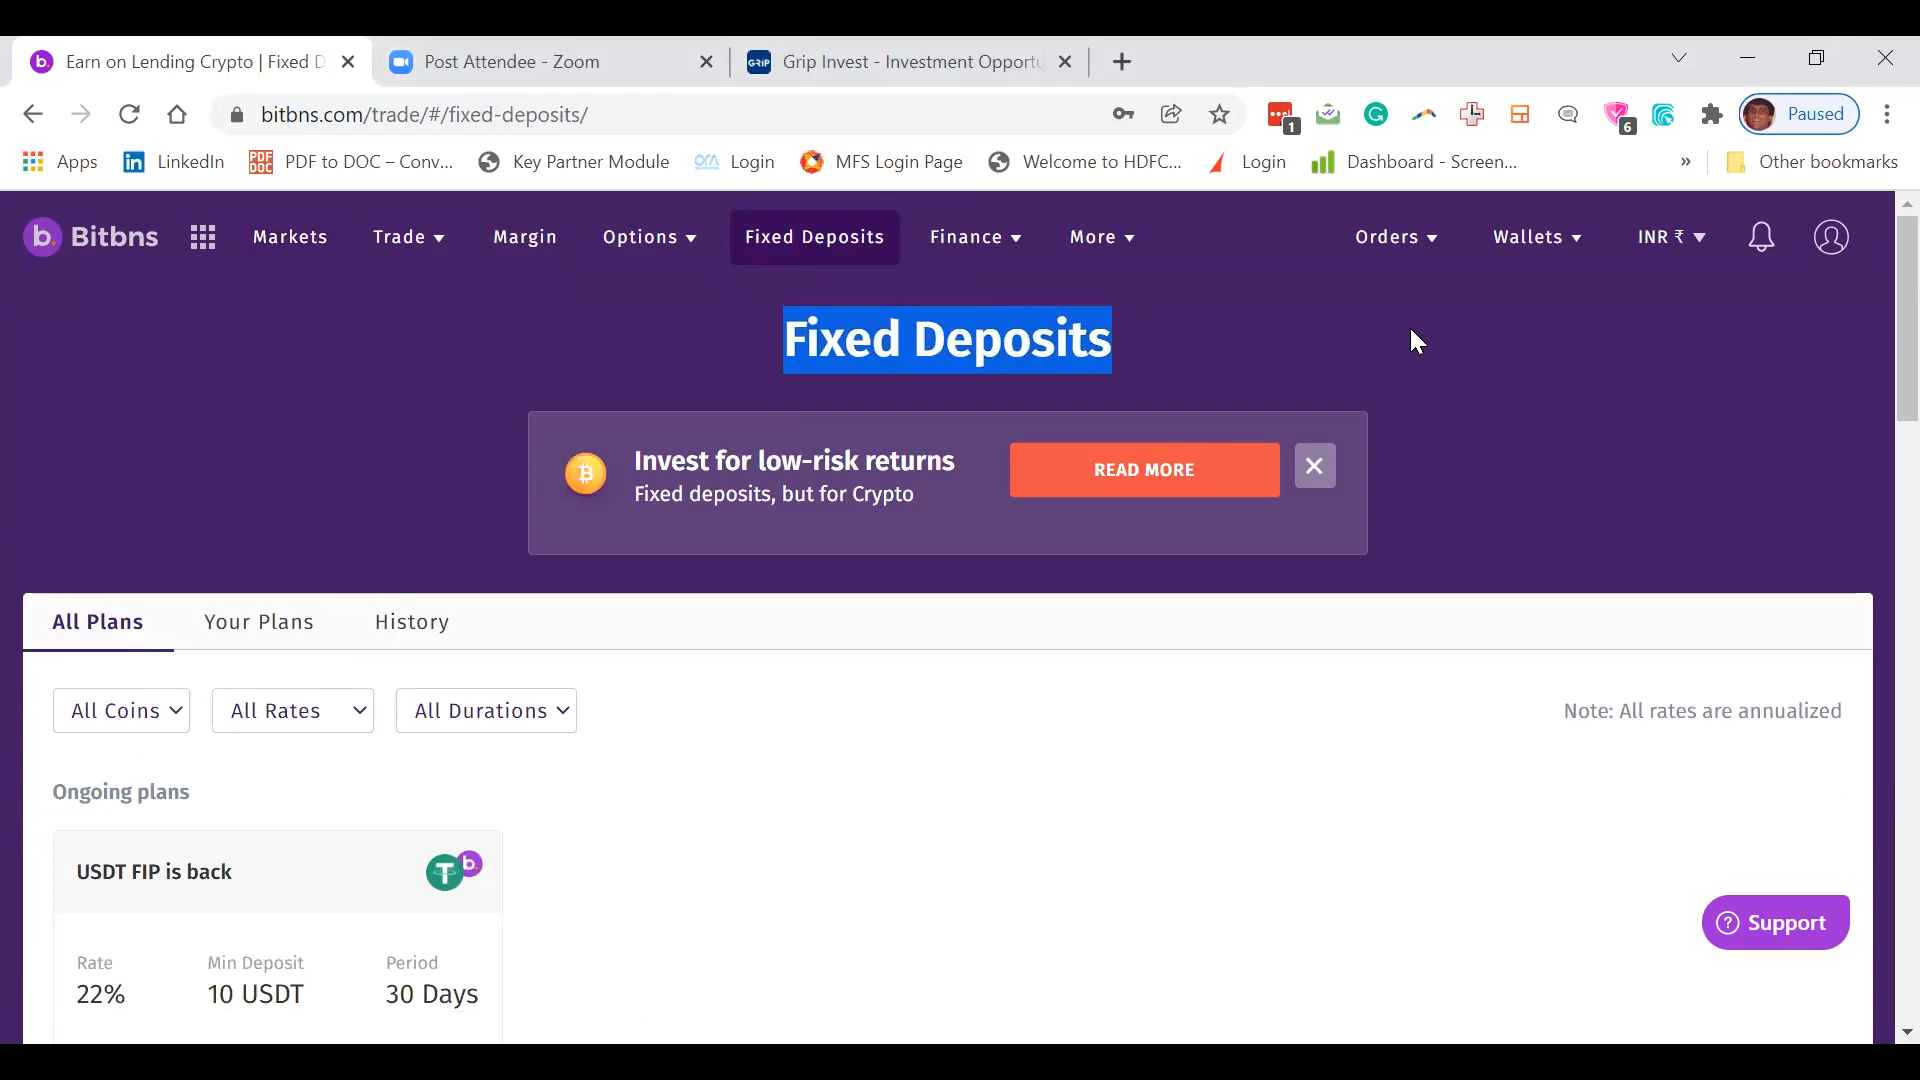 Earn on Lending Crypto | Fixed D
Post Attendee - Zoom
GRIP
Grip Invest - Investment Opportu
bitbns.com/trade/#/fixed-deposits/
1
6
Paused
Apps
LinkedIn
PDF DOC
PDF to DOC – Conv...
Key Partner Module
Login
MFS Login Page
Welcome to HDFC...
Login
Dashboard - Screen...
»
Other bookmarks
b. Bitbns
Markets
Trade
Margin
Options
Fixed Deposits
Finance
More
Orders
Wallets
INR ₹
Fixed Deposits
Invest for low-risk returns
Fixed deposits, but for Crypto
READ MORE
All Plans
Your Plans
History
All Coins
All Rates
All Durations
Note: All rates are annualized
Ongoing plans
USDT FIP is back
Rate
Min Deposit
Period
22%
10 USDT
30 Days
Support